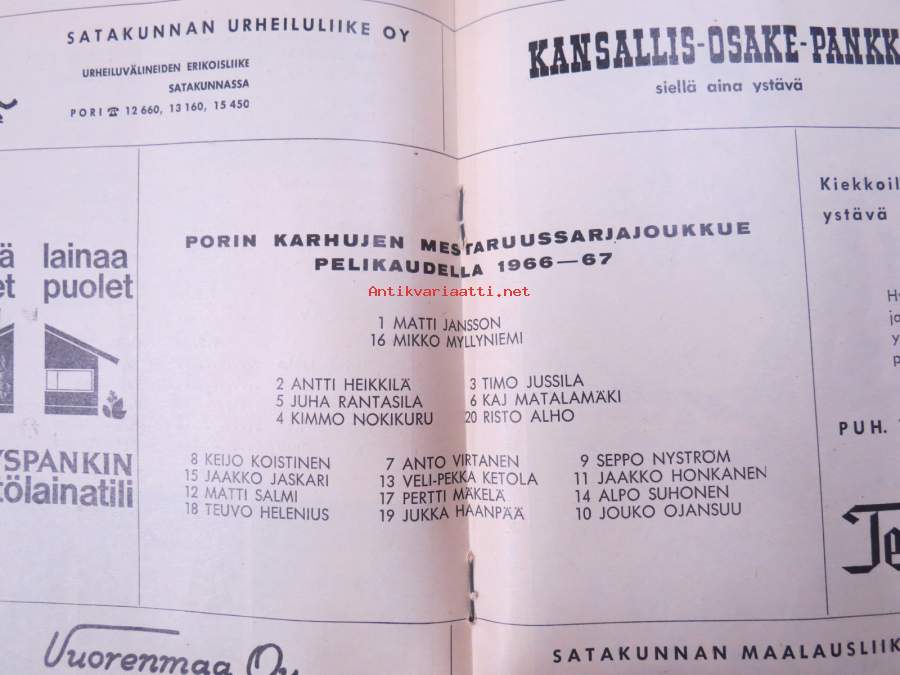 SATAKUNNAN URHEILULIIKE OY
URHEILUVÄLINEIDEN ERIKOISLIIKE
SATAKUNNASSA
PORI ☎ 12 660, 13 160, 15 450
KANSALLIS-OSAKE-PANKK
siellä aina ystävä
lainaa
puolet
YSPANKIN
tölainatili
PORIN KARHUJEN MESTARUUSSARJAJOUKKUE
PELIKAUDELLA 1966—67
Antikvariaatti.net
1 MATTI JANSSON
16 MIKKO MYLLYNIEMI
2 ANTTI HEIKKILÄ 3 TIMO JUSSILA
5 JUHA RANTASILA 6 KAJ MATALAMÄKI
4 KIMMO NOKIKURU 20 RISTO ALHO
8 KEIJO KOISTINEN 7 ANTO VIRTANEN 9 SEPPO NYSTRÖM
15 JAAKKO JASKARI 13 VELI-PEKKA KETOLA 11 JAAKKO HONKANEN
12 MATTI SALMI 17 PERTTI MÄKELÄ 14 ALPO SUHONEN
18 TEUVO HELENIUS 19 JUKKA HAANPÄÄ 10 JOUKO OJANSUU
Kiekkoil
ystävä
PUH.
Vuorenmaa Oy
SATAKUNNAN MAALAUSLIIK